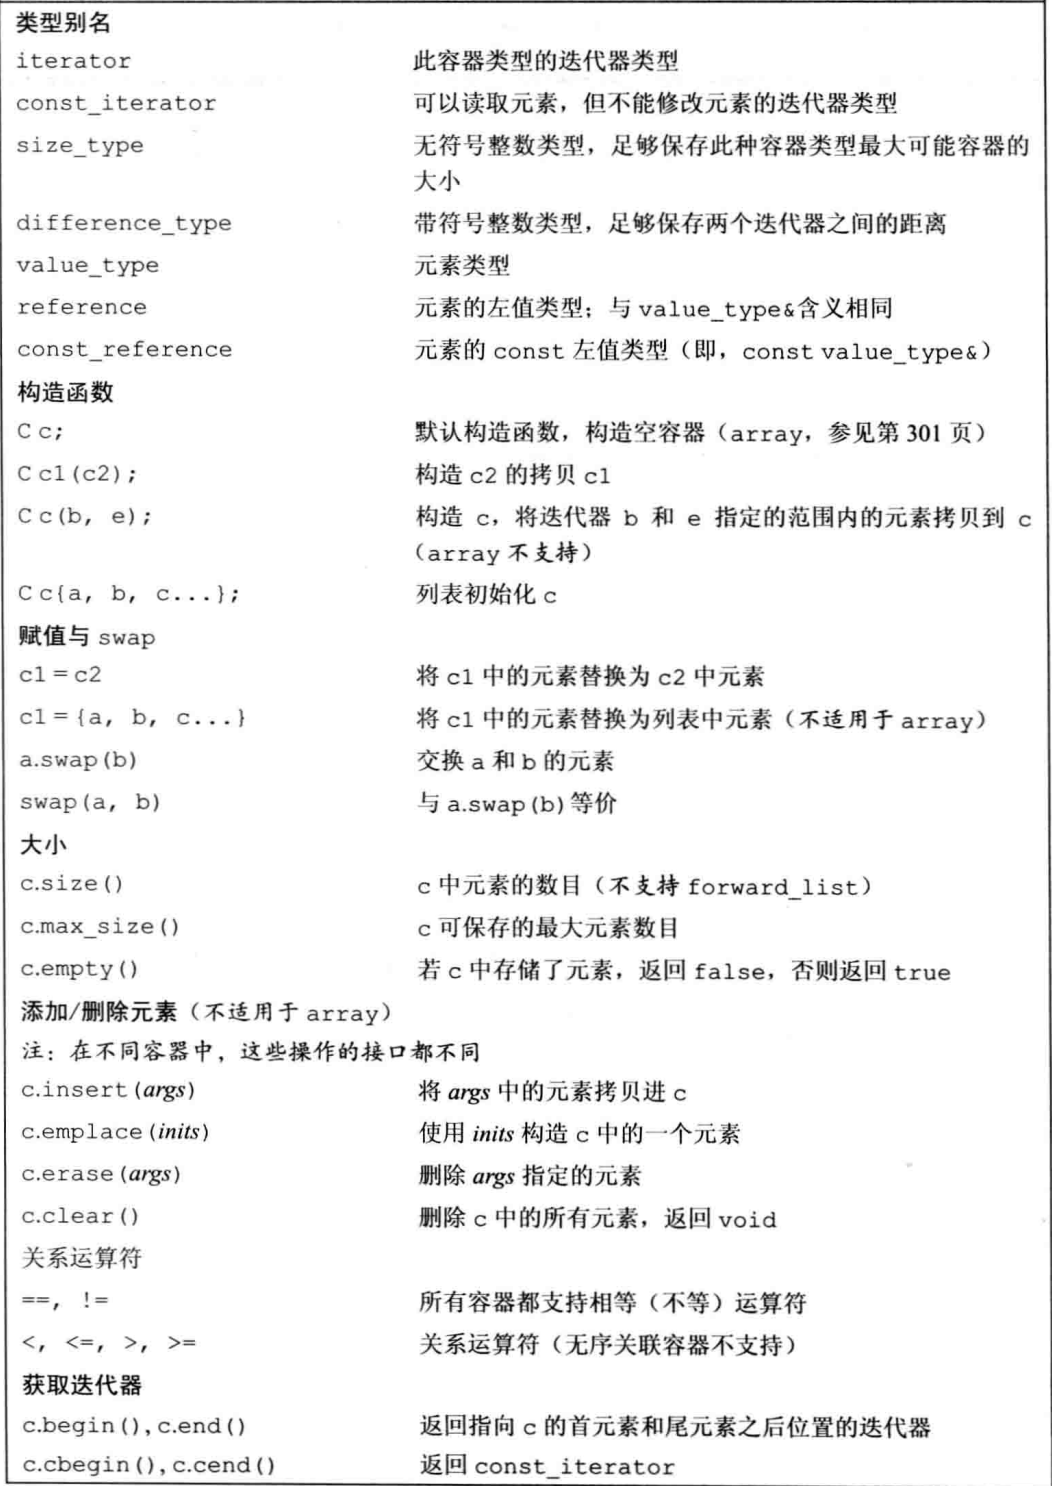 类型别名
iterator 此容器类型的迭代器类型
const_iterator 可以读取元素，但不能修改元素的迭代器类型
size_type 无符号整数类型，足够保存此种容器类型最大可能容器的
大小
difference_type 带符号整数类型，足够保存两个迭代器之间的距离
value_type 元素类型
reference 元素的左值类型；与 value_type&含义相同
const_reference 元素的 const 左值类型（即，const value_type&）
构造函数
C c; 默认构造函数，构造空容器（array，参见第 301 页）
C c1(c2); 构造 c2 的拷贝 c1
C c(b, e); 构造 c，将迭代器 b 和 e 指定的范围内的元素拷贝到 c
（array 不支持）
C c{a, b, c...}; 列表初始化 c
赋值与 swap
c1 = c2 将 c1 中的元素替换为 c2 中元素
c1 = {a, b, c...} 将 c1 中的元素替换为列表中元素（不适用于 array）
a.swap(b) 交换 a 和 b 的元素
swap(a, b) 与 a.swap(b)等价
大小
c.size() c 中元素的数目（不支持 forward_list）
c.max_size() c 可保存的最大元素数目
c.empty() 若 c 中存储了元素，返回 false，否则返回 true
添加/删除元素（不适用于 array）
注：在不同容器中，这些操作的接口都不同
c.insert(args) 将 args 中的元素拷贝进 c
c.emplace(inits) 使用 inits 构造 c 中的一个元素
c.erase(args) 删除 args 指定的元素
c.clear() 删除 c 中的所有元素，返回 void
关系运算符
==, != 所有容器都支持相等（不等）运算符
<, <=, >, >= 关系运算符（无序关联容器不支持）
获取迭代器
c.begin(),c.end() 返回指向 c 的首元素和尾元素之后位置的迭代器
c.cbegin(),c.cend() 返回 const_iterator